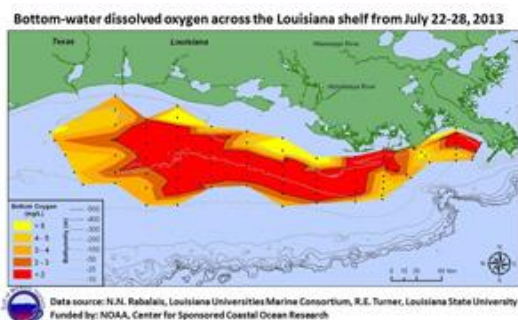 Bottom-water dissolved oxygen across the Louisiana shelf from July 22-28, 2013
Texas
Louisiana
Mississippi River
Atchafalaya River
Bottom Oxygen
(mg/L)
> 5
4 - 5
3 - 4
2 - 3
< 2
Bathymetry (m)
Data source: N.N. Rabalais, Louisiana Universities Marine Consortium, R.E. Turner, Louisiana State University
Funded by: NOAA, Center for Sponsored Coastal Ocean Research